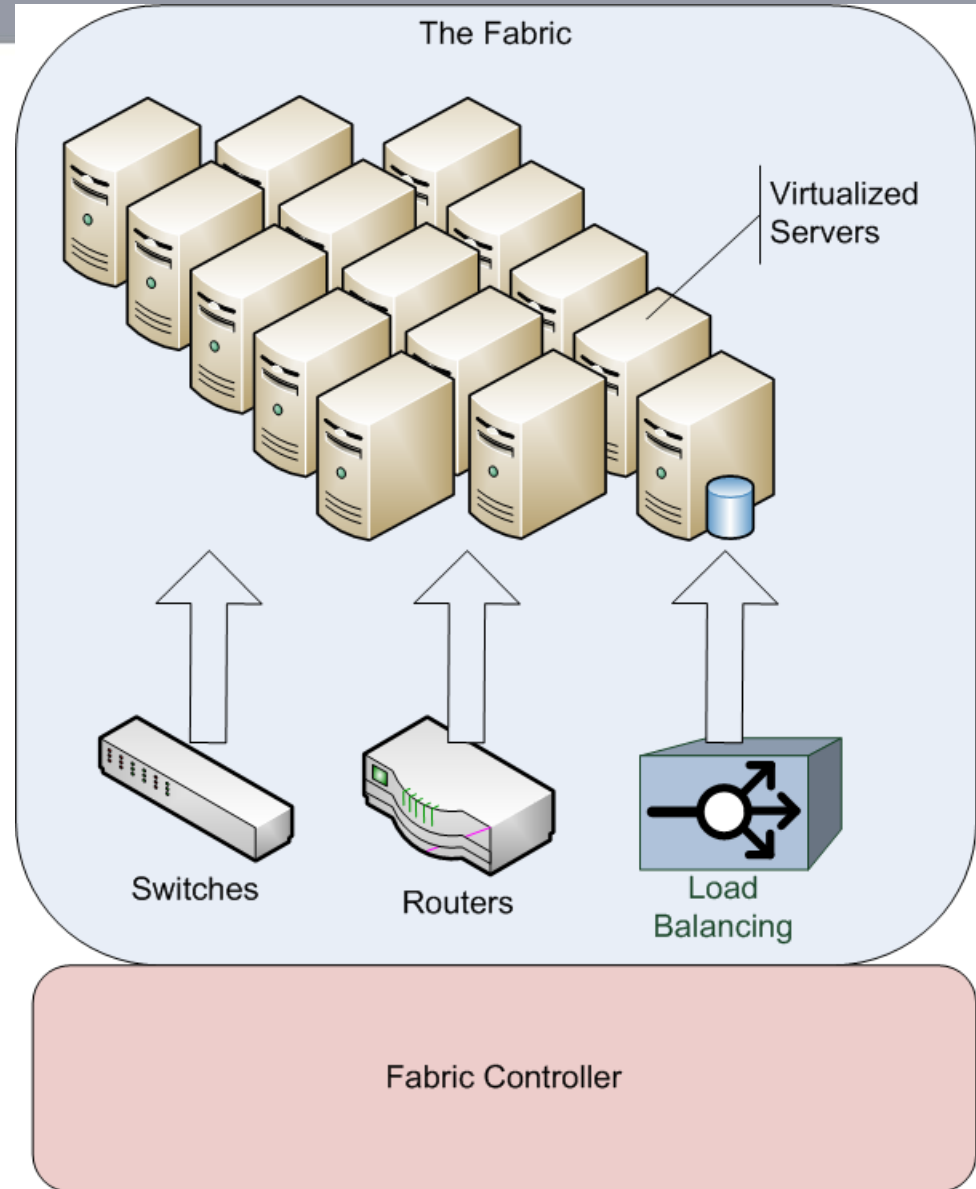 The Fabric
Virtualized
Servers
Switches
Routers
Load
Balancing
Fabric Controller